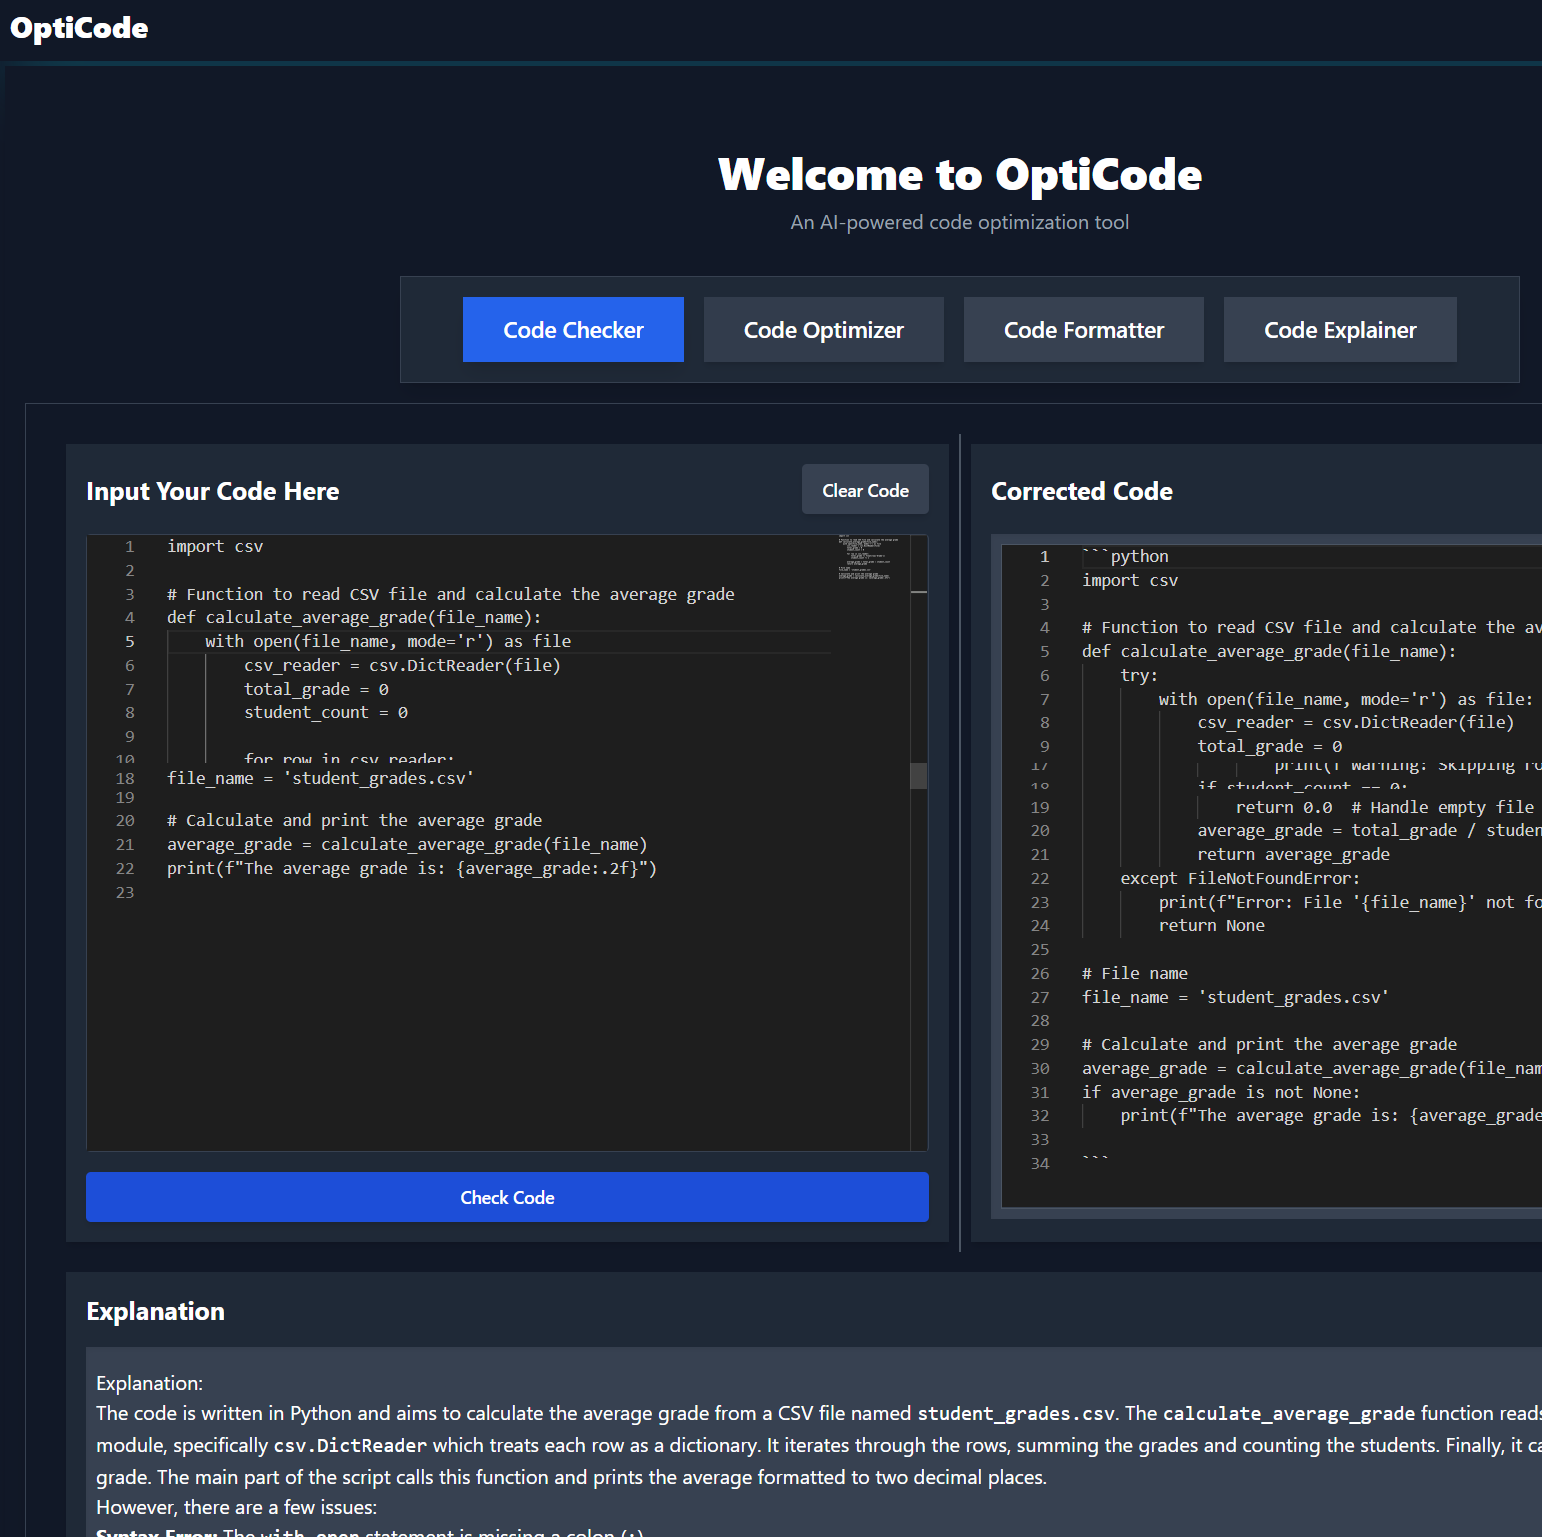 OptiCode
Welcome to OptiCode
An AI-powered code optimization tool
Code Checker
Code Optimizer
Code Formatter
Code Explainer
Input Your Code Here
Clear Code
1 import csv
2
3 # Function to read CSV file and calculate the average grade
4 def calculate_average_grade(file_name):
5     with open(file_name, mode='r') as file
6         csv_reader = csv.DictReader(file)
7         total_grade = 0
8         student_count = 0
9
10         for row in csv_reader:
18 file_name = 'student_grades.csv'
19
20 # Calculate and print the average grade
21 average_grade = calculate_average_grade(file_name)
22 print(f"The average grade is: {average_grade:.2f}")
23
Check Code
Corrected Code
1 ```python
2 import csv
3
4 # Function to read CSV file and calculate the av
5 def calculate_average_grade(file_name):
6     try:
7         with open(file_name, mode='r') as file:
8             csv_reader = csv.DictReader(file)
9             total_grade = 0
17                     print(f"Warning: Skipping ro
18             if student_count == 0:
19                 return 0.0  # Handle empty file
20             average_grade = total_grade / studen
21             return average_grade
22     except FileNotFoundError:
23         print(f"Error: File '{file_name}' not fo
24         return None
25
26 # File name
27 file_name = 'student_grades.csv'
28
29 # Calculate and print the average grade
30 average_grade = calculate_average_grade(file_nam
31 if average_grade is not None:
32     print(f"The average grade is: {average_grade
33
34 ```
Explanation
Explanation:
The code is written in Python and aims to calculate the average grade from a CSV file named student_grades.csv. The calculate_average_grade function reads
module, specifically csv.DictReader which treats each row as a dictionary. It iterates through the rows, summing the grades and counting the students. Finally, it ca
grade. The main part of the script calls this function and prints the average formatted to two decimal places.
However, there are a few issues:
Syntax Error: The with open statement is missing a colon (:)